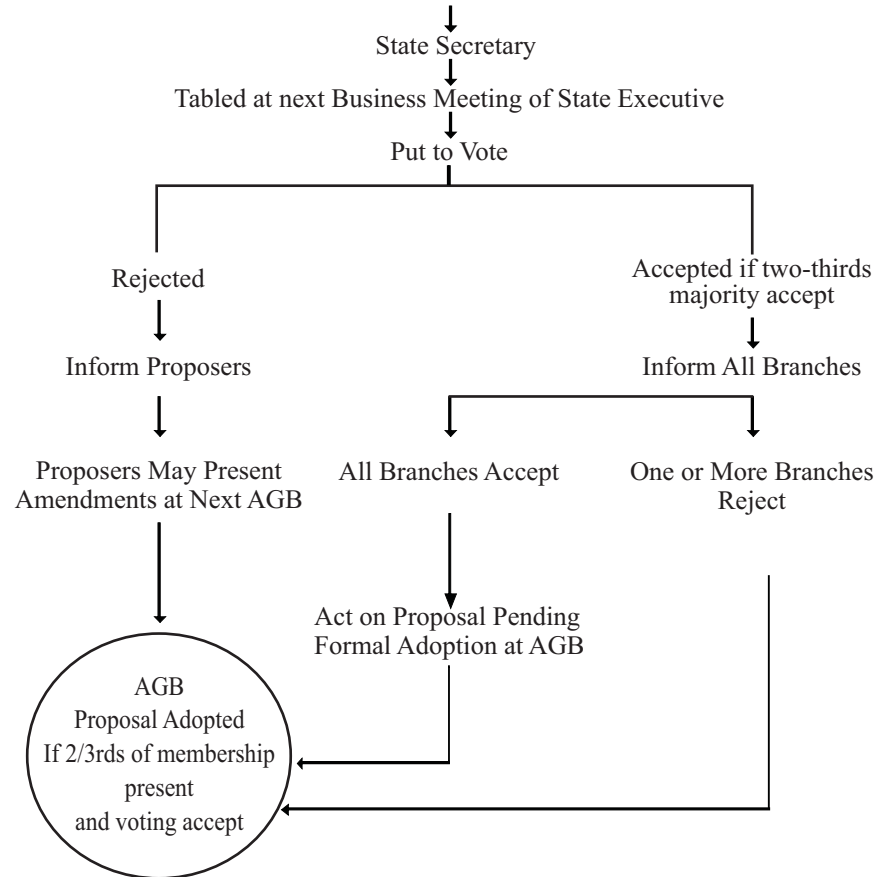 State Secretary
Tabled at next Business Meeting of State Executive
Put to Vote
Rejected
Accepted if two-thirds
majority accept
Inform Proposers
Inform All Branches
Proposers May Present
Amendments at Next AGB
All Branches Accept
One or More Branches
Reject
Act on Proposal Pending
Formal Adoption at AGB
AGB
Proposal Adopted
If 2/3rds of membership
present
and voting accept